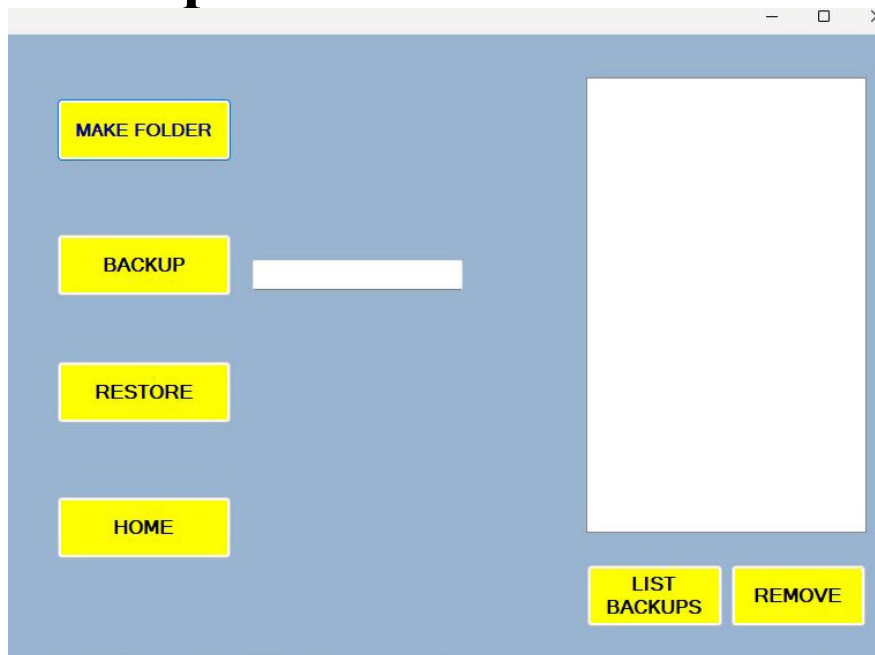 MAKE FOLDER
BACKUP
RESTORE
HOME
LIST
BACKUPS
REMOVE